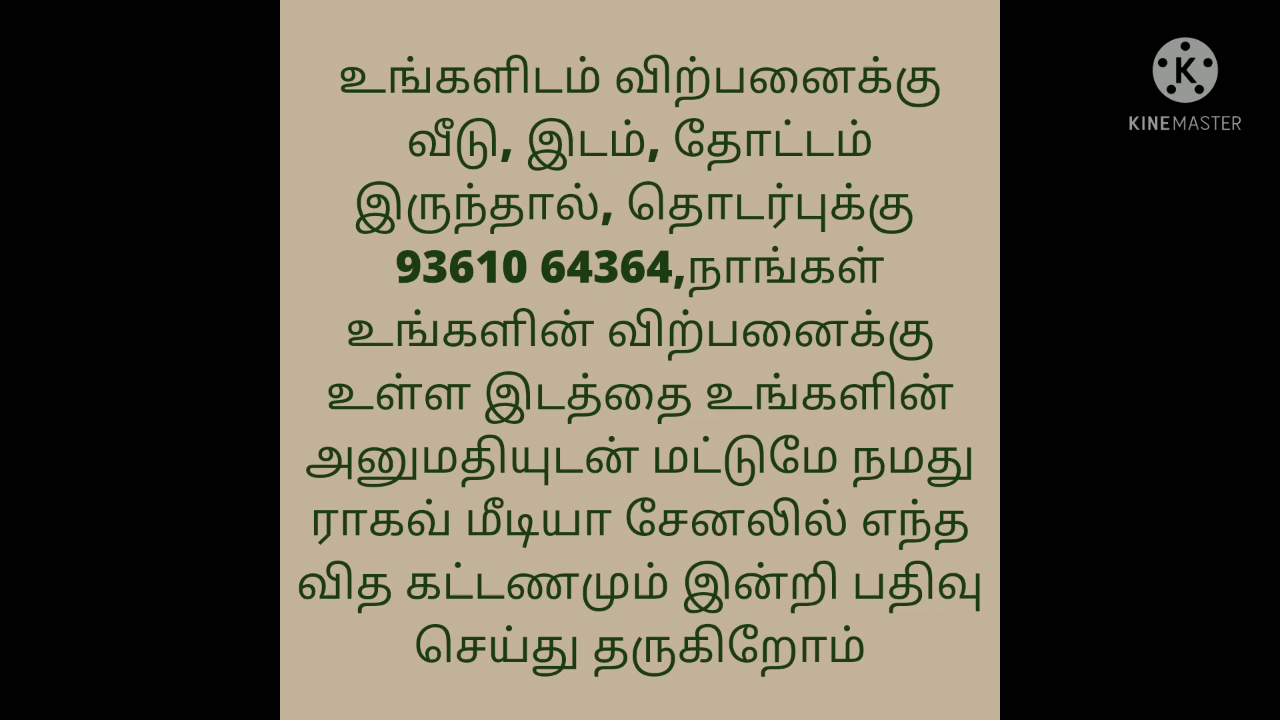 உங்களிடம் விற்பனைக்கு
வீடு, இடம், தோட்டம்
இருந்தால், தொடர்புக்கு
93610 64364,நாங்கள்
உங்களின் விற்பனைக்கு
உள்ள இடத்தை உங்களின்
அனுமதியுடன் மட்டுமே நமது
ராகவ் மீடியா சேனலில் எந்த
வித கட்டணமும் இன்றி பதிவு
செய்து தருகிறோம்
K
KINEMASTER